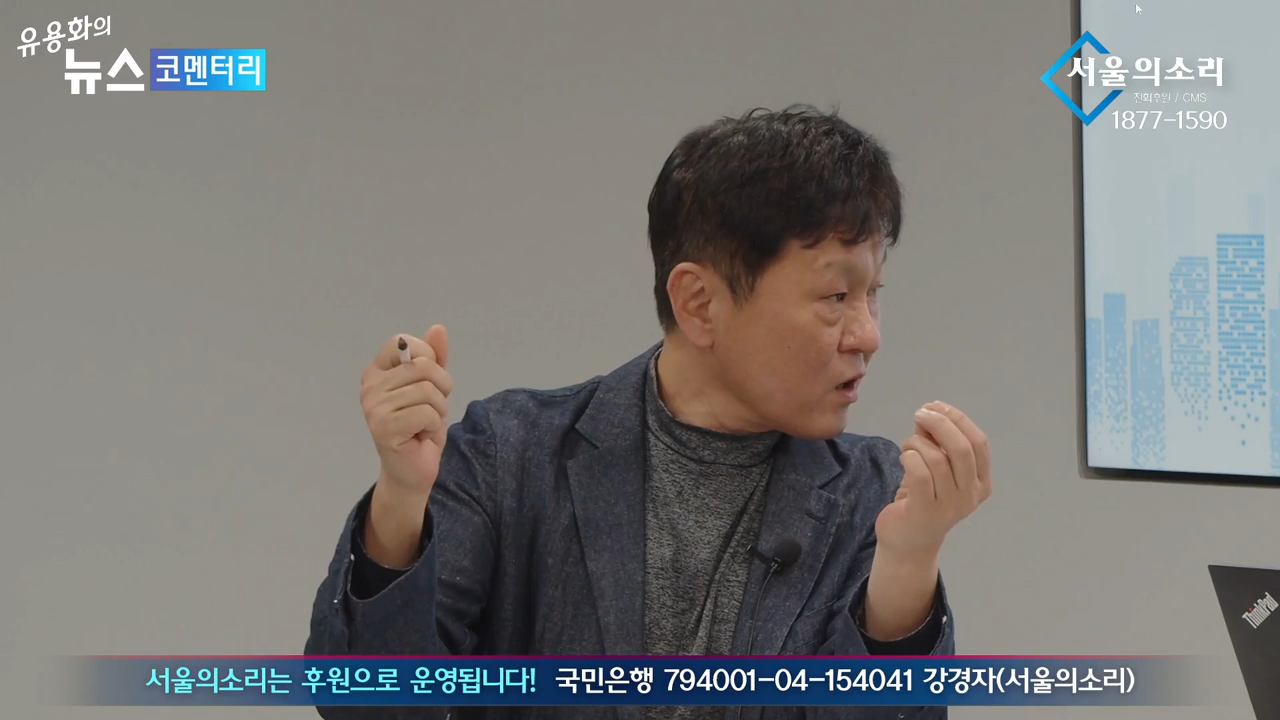 유용화의
뉴스 코멘터리
서울의소리
전화후원 / CMS
1877-1590
ThinkPad
서울의소리는 후원으로 운영됩니다! 국민은행 794001-04-154041 강경자(서울의소리)